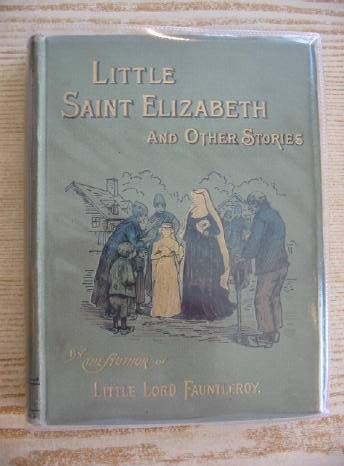 LITTLE
SAINT ELIZABETH
AND OTHER STORIES
BY THE AUTHOR OF
LITTLE LORD FAUNTLEROY.